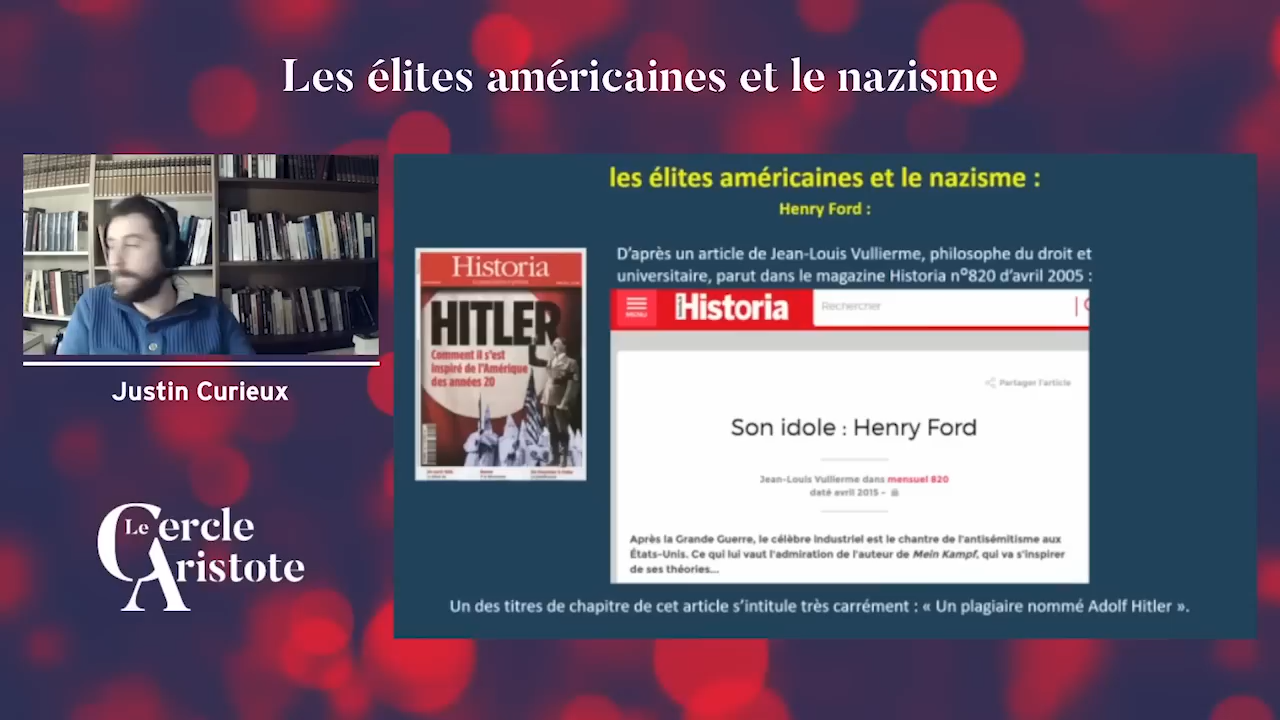 Les élites américaines et le nazisme
les élites américaines et le nazisme :
Henry Ford :
D'après un article de Jean-Louis Vullierme, philosophe du droit et
universitaire, parut dans le magazine Historia n°820 d'avril 2005 :
Historia
HITLER
Comment il s'est
inspiré de l'Amérique
des années 20
MENU
Historia
Rechercher
Partager l'article
Son idole : Henry Ford
Jean-Louis Vullierme dans mensuel 820
daté avril 2015 -
Après la Grande Guerre, le célèbre industriel est le chantre de l'antisémitisme aux
États-Unis. Ce qui lui vaut l'admiration de l'auteur de Mein Kampf, qui va s'inspirer
de ses théories...
Un des titres de chapitre de cet article s'intitule très carrément : « Un plagiaire nommé Adolf Hitler ».
Justin Curieux
Le Cercle
Aristote